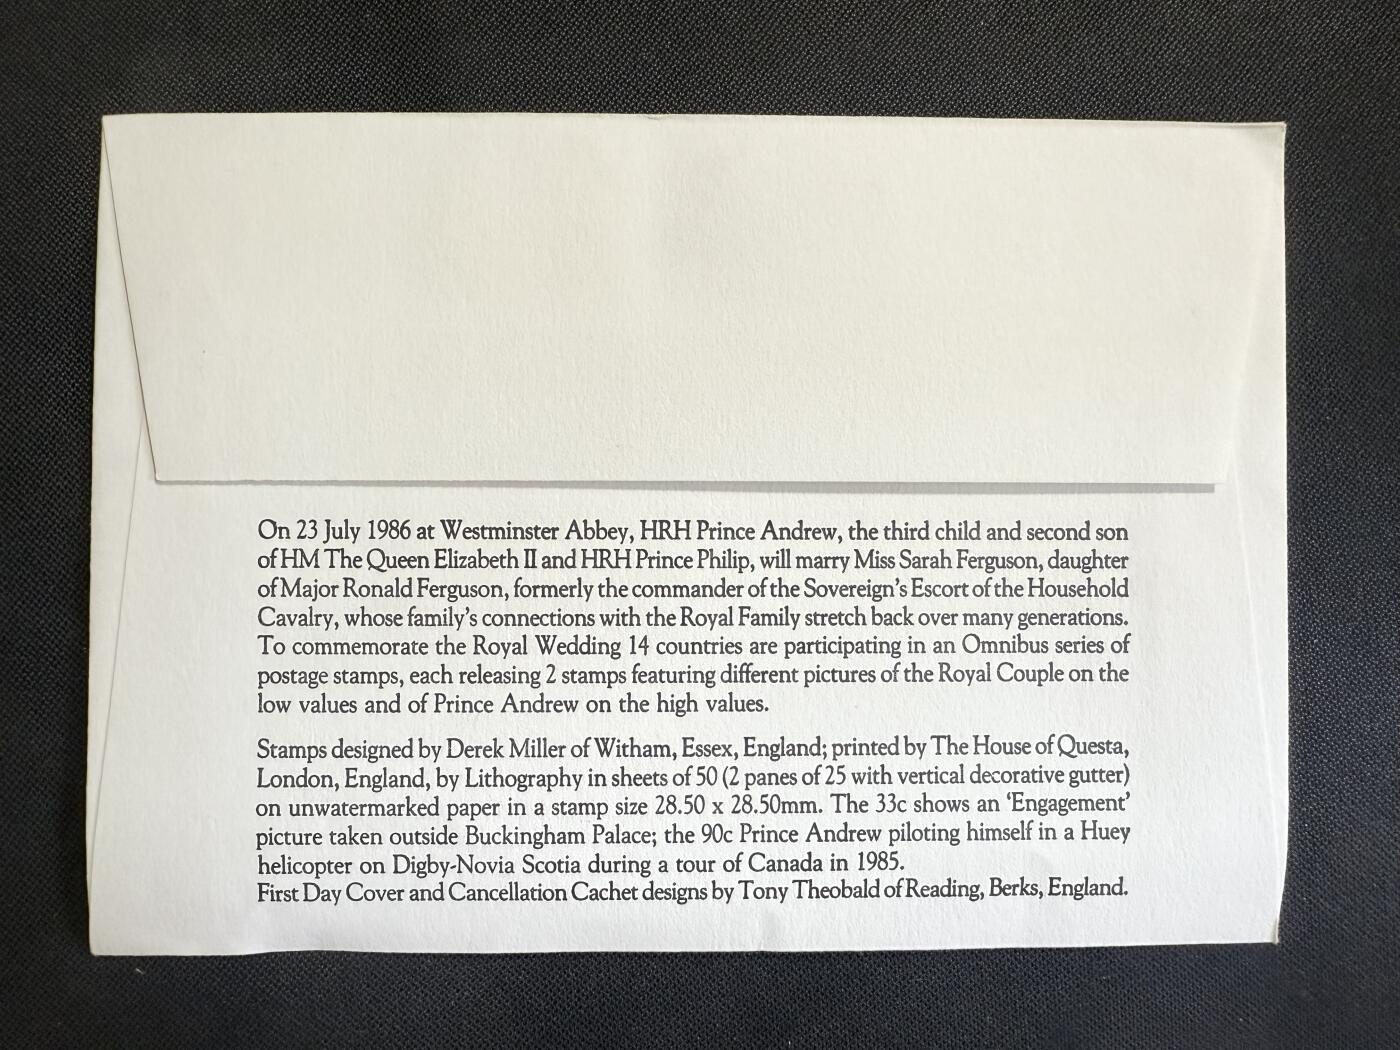 On 23 July 1986 at Westminster Abbey, HRH Prince Andrew, the third child and second son
of HM The Queen Elizabeth II and HRH Prince Philip, will marry Miss Sarah Ferguson, daughter
of Major Ronald Ferguson, formerly the commander of the Sovereign's Escort of the Household
Cavalry, whose family's connections with the Royal Family stretch back over many generations.
To commemorate the Royal Wedding 14 countries are participating in an Omnibus series of
postage stamps, each releasing 2 stamps featuring different pictures of the Royal Couple on the
low values and of Prince Andrew on the high values.
Stamps designed by Derek Miller of Witham, Essex, England; printed by The House of Questa,
London, England, by Lithography in sheets of 50 (2 panes of 25 with vertical decorative gutter)
on unwatermarked paper in a stamp size 28.50 x 28.50mm. The 33c shows an 'Engagement'
picture taken outside Buckingham Palace; the 90c Prince Andrew piloting himself in a Huey
helicopter on Digby-Novia Scotia during a tour of Canada in 1985.
First Day Cover and Cancellation Cachet designs by Tony Theobald of Reading, Berks, England.